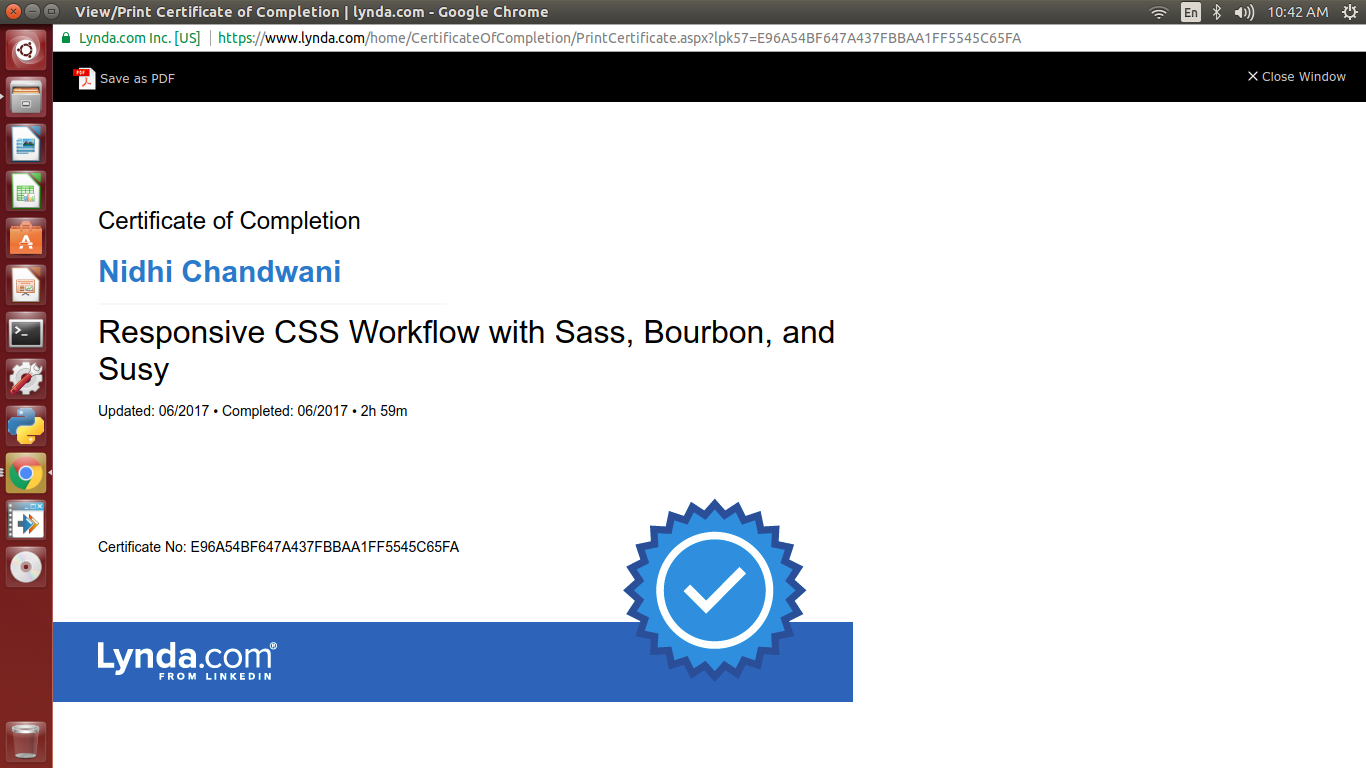 View/Print Certificate of Completion | lynda.com - Google Chrome
En
10:42 AM
Lynda.com Inc. [US]
https://www.lynda.com/home/CertificateOfCompletion/PrintCertificate.aspx?lpk57=E96A54BF647A437FBBAA1FF5545C65FA
PDF
Save as PDF
Close Window
Certificate of Completion
Nidhi Chandwani
Responsive CSS Workflow with Sass, Bourbon, and
Susy
Updated: 06/2017 • Completed: 06/2017 • 2h 59m
Certificate No: E96A54BF647A437FBBAA1FF5545C65FA
Lynda.com®
FROM LINKEDIN